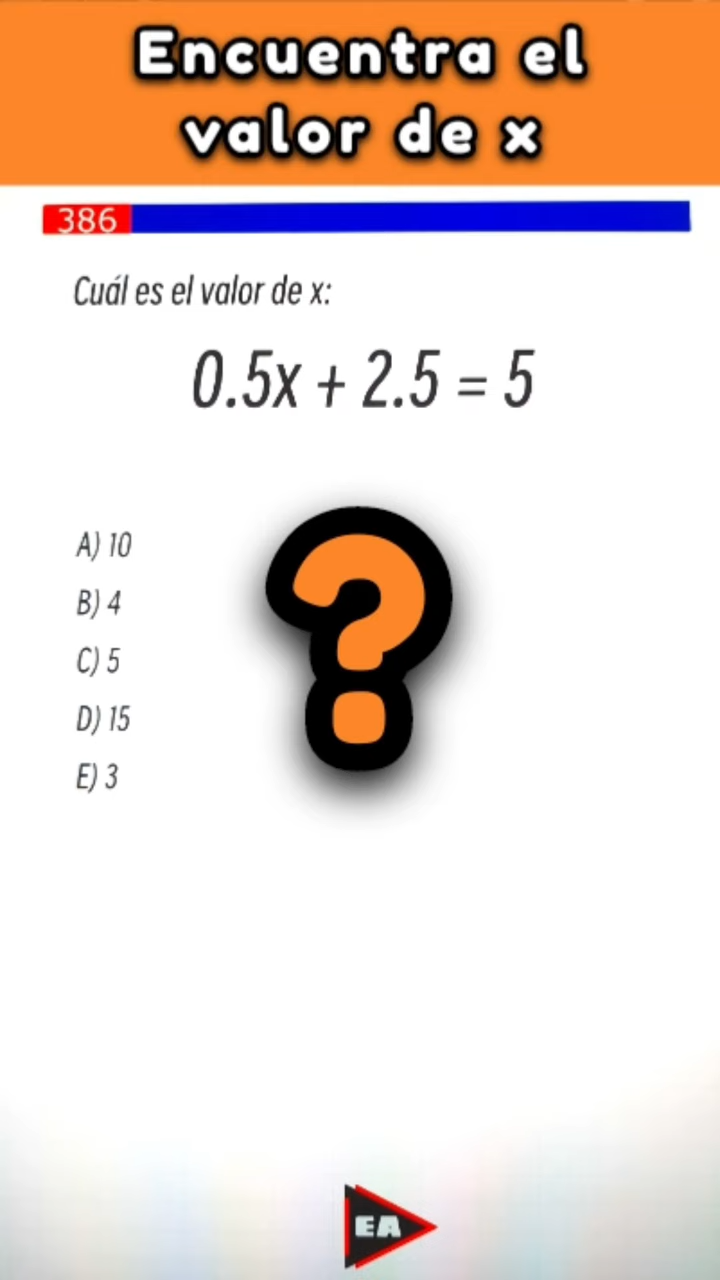 Encuentra el
valor de x
386
Cuál es el valor de x:
0.5x + 2.5 = 5
A) 10
B) 4
C) 5
D) 15
E) 3
?
EA